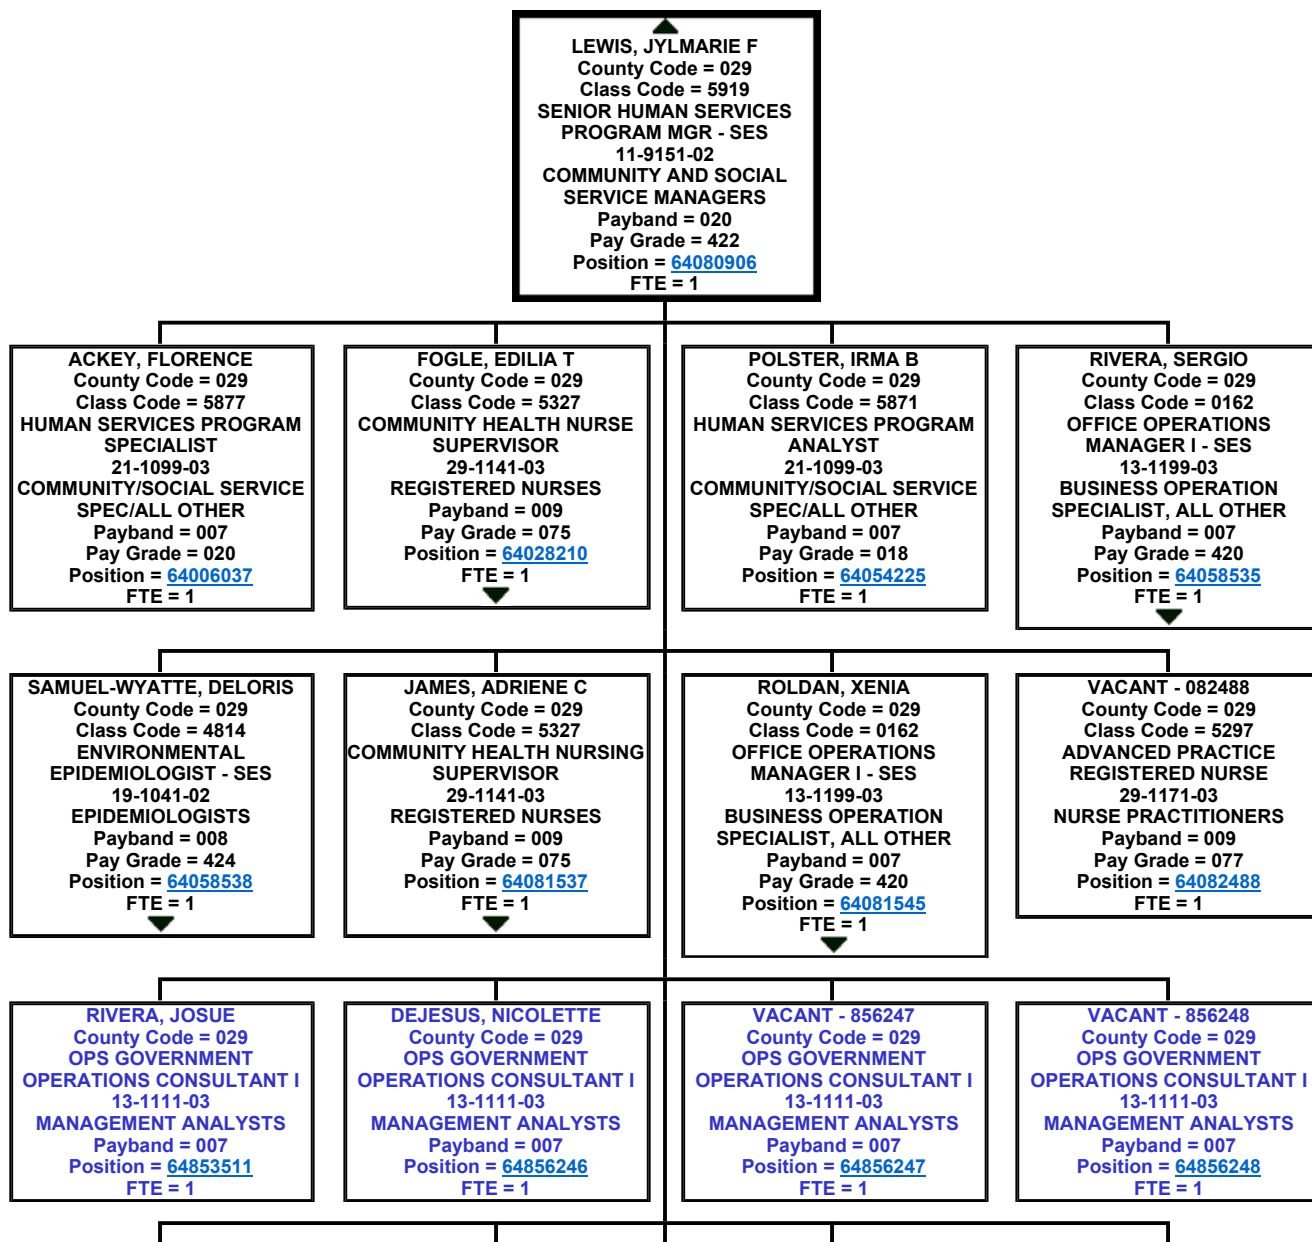 LEWIS, JYLMARIE F
County Code = 029
Class Code = 5919
SENIOR HUMAN SERVICES
PROGRAM MGR - SES
11-9151-02
COMMUNITY AND SOCIAL
SERVICE MANAGERS
Payband = 020
Pay Grade = 422
Position = 64080906
FTE = 1
ACKEY, FLORENCE
County Code = 029
Class Code = 5877
HUMAN SERVICES PROGRAM
SPECIALIST
21-1099-03
COMMUNITY/SOCIAL SERVICE
SPEC/ALL OTHER
Payband = 007
Pay Grade = 020
Position = 64006037
FTE = 1
FOGLE, EDILIA T
County Code = 029
Class Code = 5327
COMMUNITY HEALTH NURSE
SUPERVISOR
29-1141-03
REGISTERED NURSES
Payband = 009
Pay Grade = 075
Position = 64028210
FTE = 1
POLSTER, IRMA B
County Code = 029
Class Code = 5871
HUMAN SERVICES PROGRAM
ANALYST
21-1099-03
COMMUNITY/SOCIAL SERVICE
SPEC/ALL OTHER
Payband = 007
Pay Grade = 018
Position = 64054225
FTE = 1
RIVERA, SERGIO
County Code = 029
Class Code = 0162
OFFICE OPERATIONS
MANAGER I - SES
13-1199-03
BUSINESS OPERATION
SPECIALIST, ALL OTHER
Payband = 007
Pay Grade = 420
Position = 64058535
FTE = 1
SAMUEL-WYATTE, DELORIS
County Code = 029
Class Code = 4814
ENVIRONMENTAL
EPIDEMIOLOGIST - SES
19-1041-02
EPIDEMIOLOGISTS
Payband = 008
Pay Grade = 424
Position = 64058538
FTE = 1
JAMES, ADRIENE C
County Code = 029
Class Code = 5327
COMMUNITY HEALTH NURSING
SUPERVISOR
29-1141-03
REGISTERED NURSES
Payband = 009
Pay Grade = 075
Position = 64081537
FTE = 1
ROLDAN, XENIA
County Code = 029
Class Code = 0162
OFFICE OPERATIONS
MANAGER I - SES
13-1199-03
BUSINESS OPERATION
SPECIALIST, ALL OTHER
Payband = 007
Pay Grade = 420
Position = 64081545
FTE = 1
VACANT - 082488
County Code = 029
Class Code = 5297
ADVANCED PRACTICE
REGISTERED NURSE
29-1171-03
NURSE PRACTITIONERS
Payband = 009
Pay Grade = 077
Position = 64082488
FTE = 1
RIVERA, JOSUE
County Code = 029
OPS GOVERNMENT
OPERATIONS CONSULTANT I
13-1111-03
MANAGEMENT ANALYSTS
Payband = 007
Position = 64853511
FTE = 1
DEJESUS, NICOLETTE
County Code = 029
OPS GOVERNMENT
OPERATIONS CONSULTANT I
13-1111-03
MANAGEMENT ANALYSTS
Payband = 007
Position = 64856246
FTE = 1
VACANT - 856247
County Code = 029
OPS GOVERNMENT
OPERATIONS CONSULTANT I
13-1111-03
MANAGEMENT ANALYSTS
Payband = 007
Position = 64856247
FTE = 1
VACANT - 856248
County Code = 029
OPS GOVERNMENT
OPERATIONS CONSULTANT I
13-1111-03
MANAGEMENT ANALYSTS
Payband = 007
Position = 64856248
FTE = 1